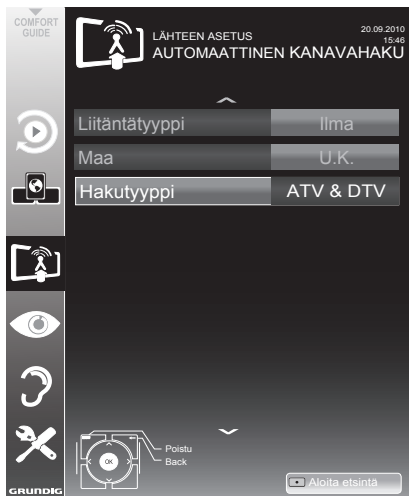 COMFORT
GUIDE
LÄHTEEN ASETUS
AUTOMAATTINEN KANAVAHAKU
20.09.2010
15:46
Liitäntätyyppi
Ilma
Maa
U.K.
Hakutyyppi
ATV & DTV
OK
Poistu
Back
Aloita etsintä
GRUNDIG